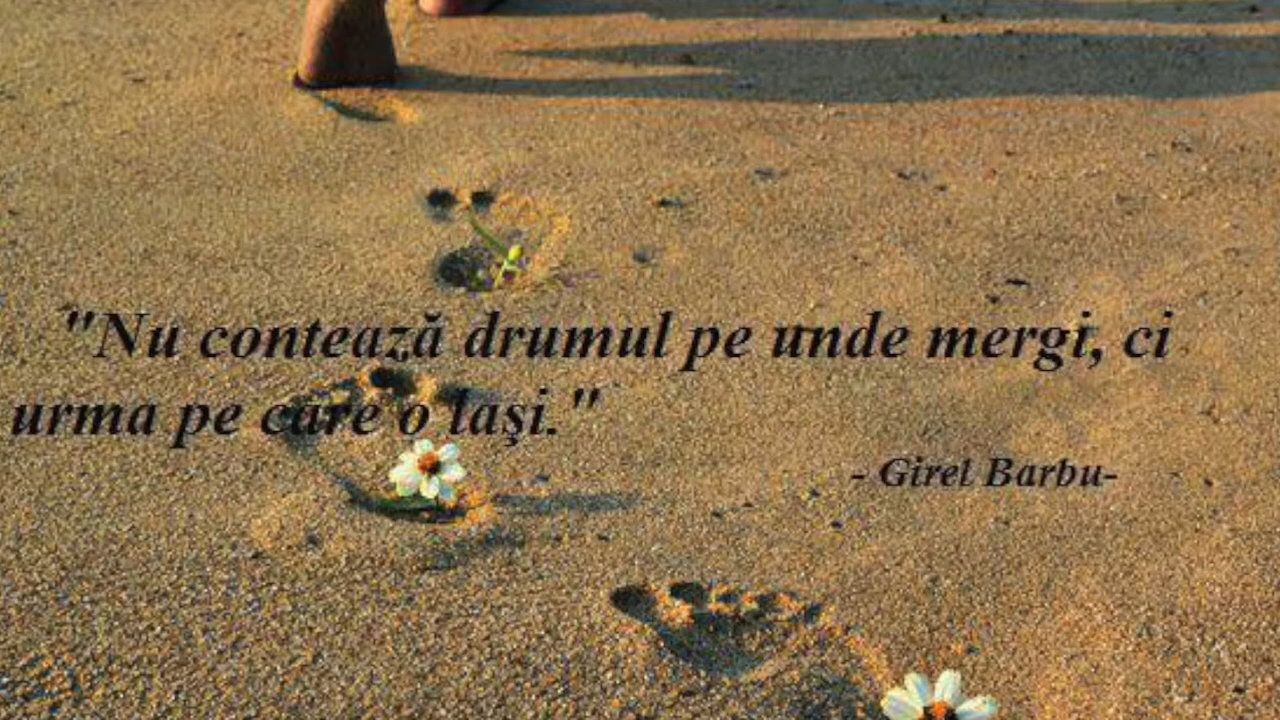 "Nu contează drumul pe unde mergi, ci
urma pe care o laşi."
- Girel Barbu-